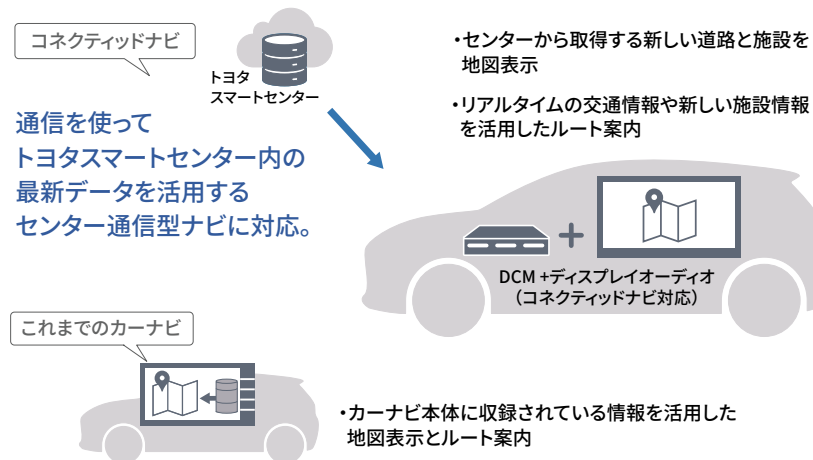 コネクティッドナビ
トヨタ
スマートセンター
通信を使って
トヨタスマートセンター内の
最新データを活用する
センター通信型ナビに対応。
・センターから取得する新しい道路と施設を
地図表示
・リアルタイムの交通情報や新しい施設情報
を活用したルート案内
DCM +ディスプレイオーディオ
（コネクティッドナビ対応）
これまでのカーナビ
・カーナビ本体に収録されている情報を活用した
地図表示とルート案内